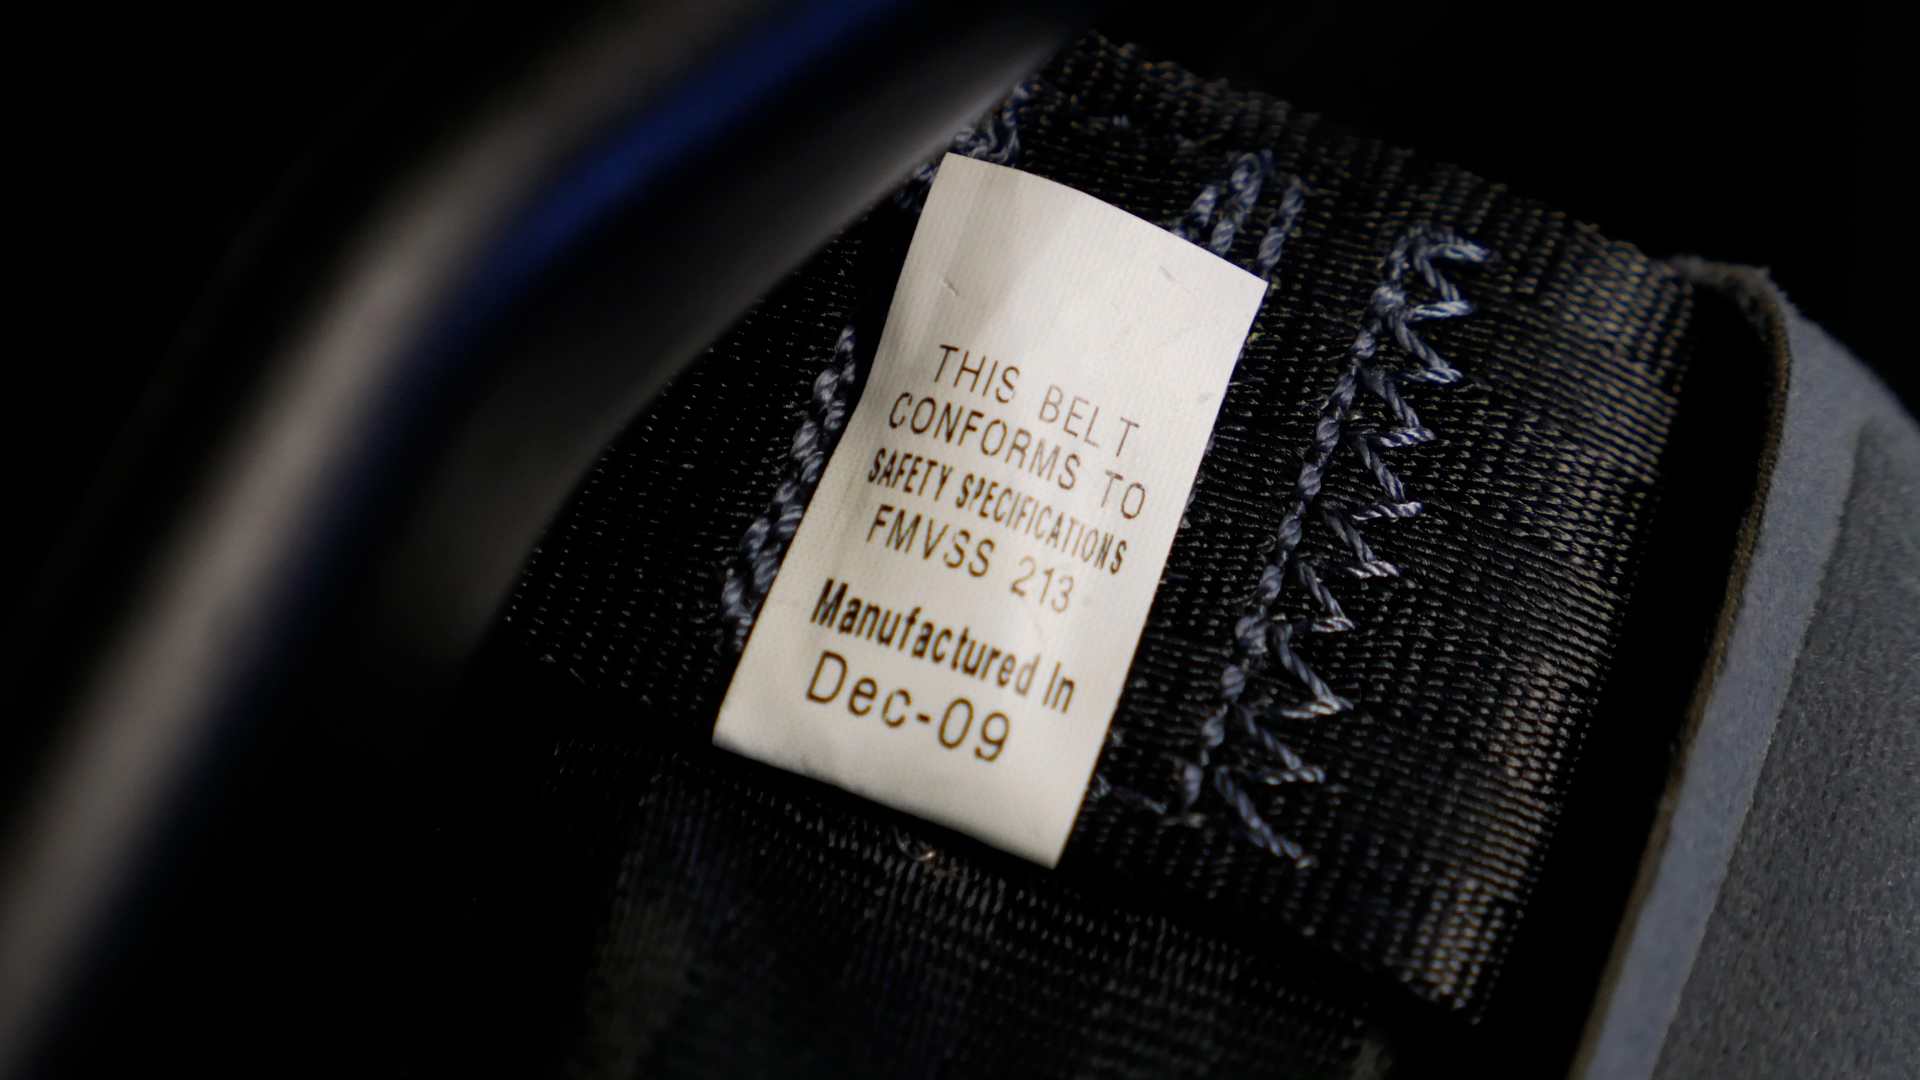 THIS BELT
CONFORMS TO
SAFETY SPECIFICATIONS
FMVSS 213
Manufactured In
Dec-09